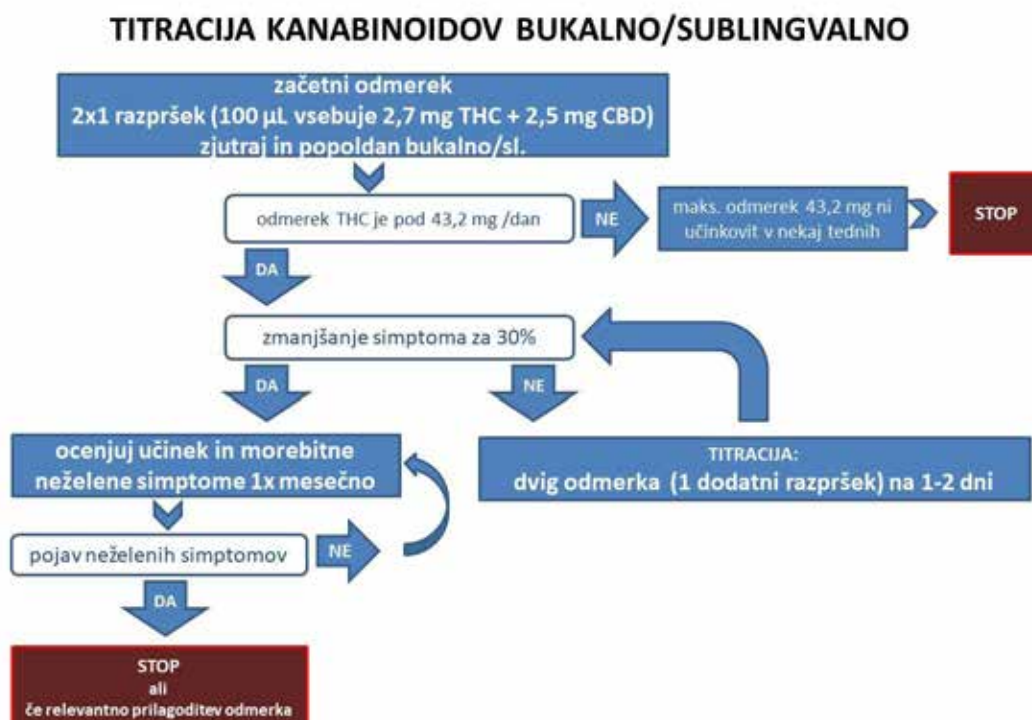 TITRACIJA KANABINOIDOV BUKALNO/SUBLINGVALNO
začetni odmerek
2x1 razpršek (100 µL vsebuje 2,7 mg THC + 2,5 mg CBD)
zjutraj in popoldan bukalno/sl.
odmerek THC je pod 43,2 mg /dan
NE
maks. odmerek 43,2 mg ni
učinkovit v nekaj tednih
STOP
DA
zmanjšanje simptoma za 30%
DA
NE
ocenjuj učinek in morebitne
neželene simptome 1x mesečno
TITRACIJA:
dvig odmerka (1 dodatni razpršek) na 1-2 dni
pojav neželenih simptomov
NE
DA
STOP
ali
če relevantno prilagoditev odmerka